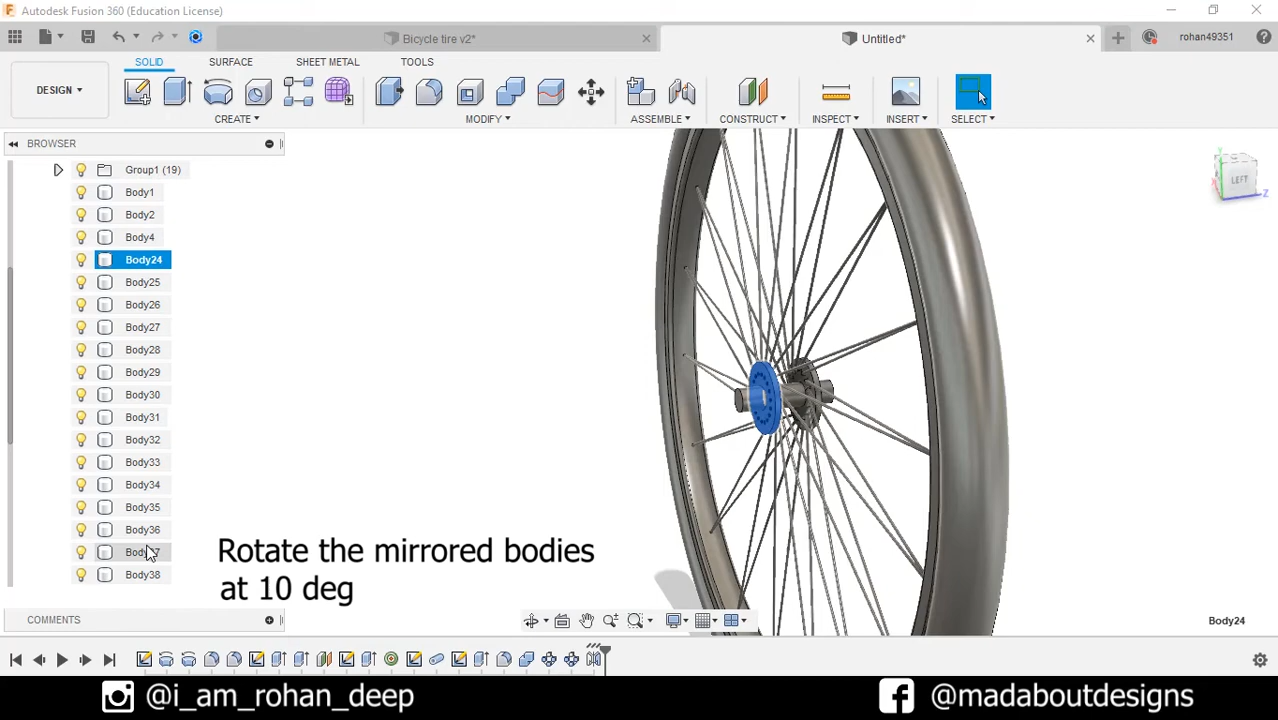 Autodesk Fusion 360 (Education License)
Bicycle tire v2*
Untitled*
rohan49351
SOLID
SURFACE
SHEET METAL
TOOLS
DESIGN
CREATE
MODIFY
ASSEMBLE
CONSTRUCT
INSPECT
INSERT
SELECT
BROWSER
LEFT
Y
X
Z
Group1 (19)
Body1
Body2
Body4
Body24
Body25
Body26
Body27
Body28
Body29
Body30
Body31
Body32
Body33
Body34
Body35
Body36
Body38
Rotate the mirrored bodies
at 10 deg
COMMENTS
Body24
@i_am_rohan_deep
@madaboutdesigns